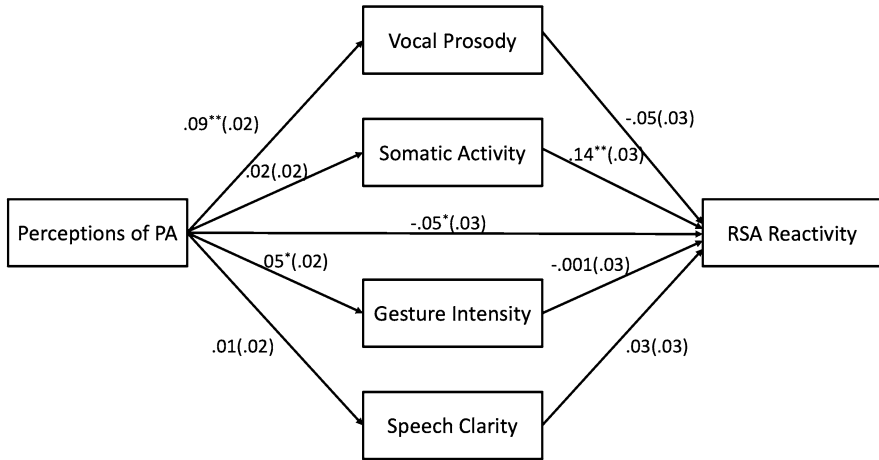 Vocal Prosody
.09**(.02)
-.05(.03)
Somatic Activity
.14**(.03)
.02(.02)
Perceptions of PA
-.05*(.03)
RSA Reactivity
05*(.02)
-.001(.03)
Gesture Intensity
.01(.02)
.03(.03)
Speech Clarity